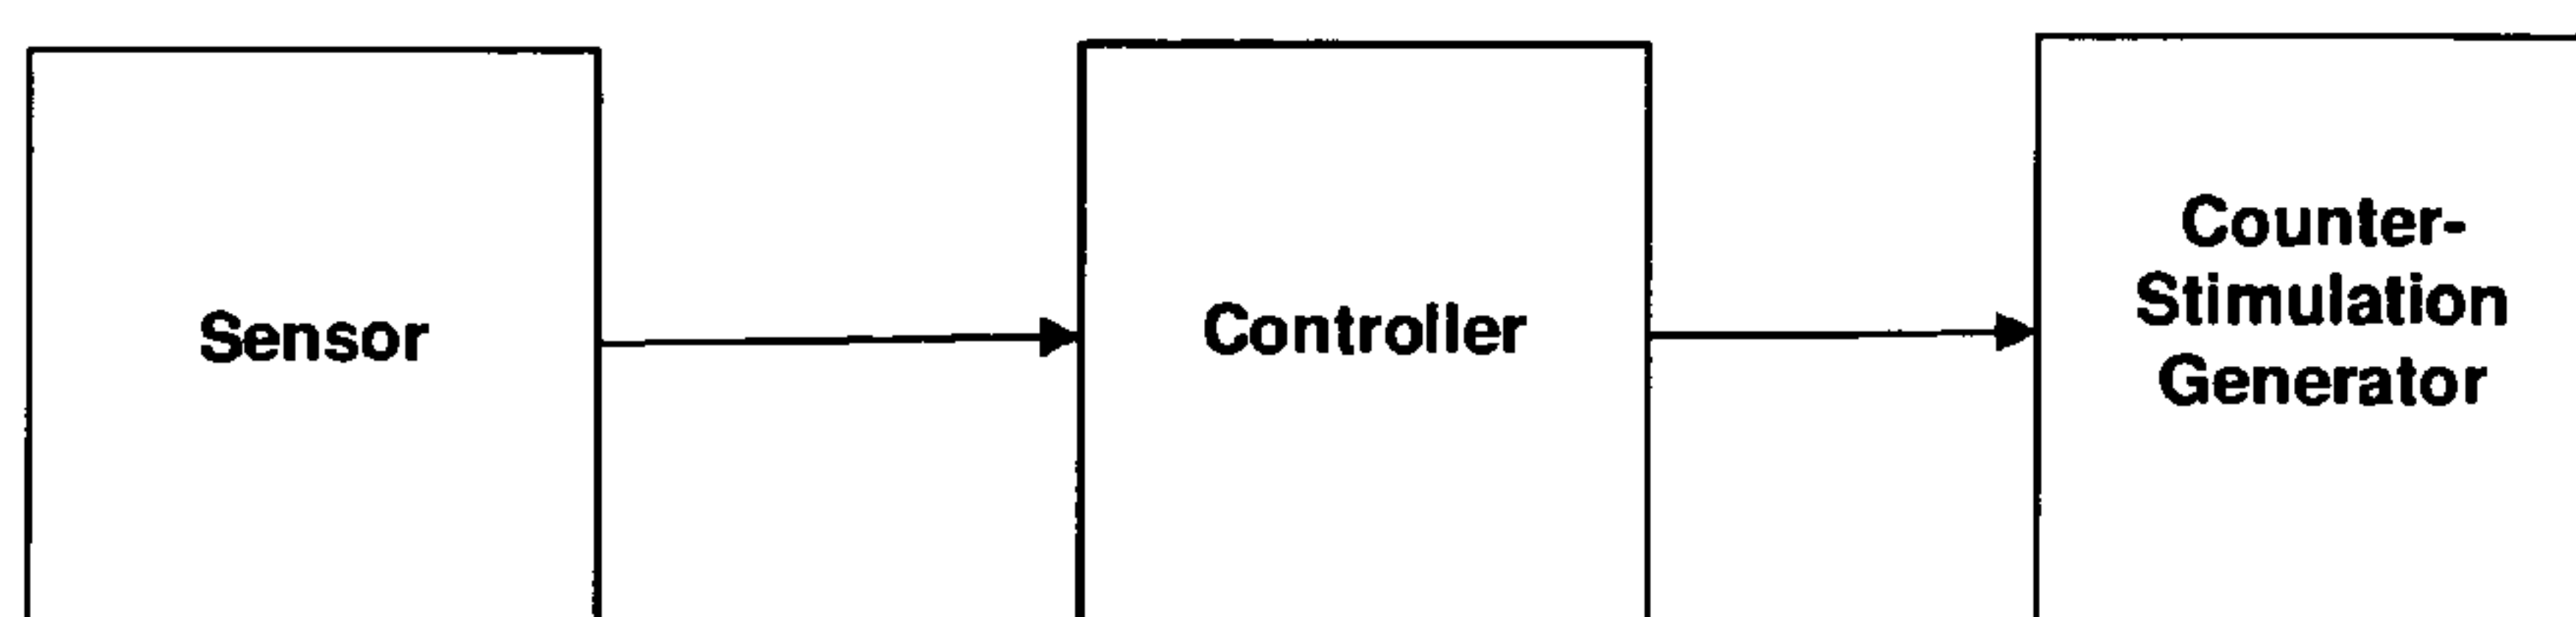 Sensor
Controller
Counter-
Stimulation
Generator